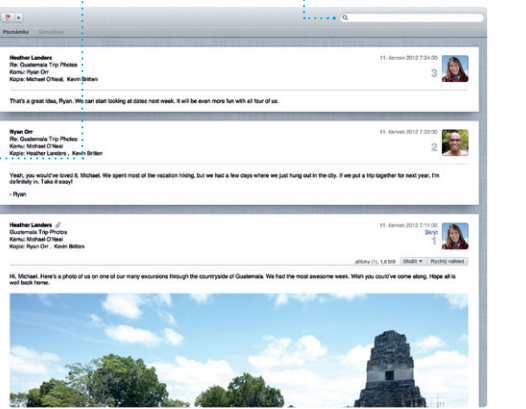 Poznámky
Heather Landers
11. červen 2012 7:24:00
Re: Guatemala Trip Photos
Komu: Ryan Orr
Kopie: Michael O'Neal, Kevin Britten
3
That's a great idea, Ryan. We can start looking at dates next week. It will be even more fun with all four of us.
Ryan Orr
11. červen 2012 7:22:00
Re: Guatemala Trip Photos
Komu: Michael O'Neal
Kopie: Heather Landers , Kevin Britten
2
Yeah, you would've loved it, Michael. We spent most of the vacation hiking, but we had a few days where we just hung out in the city. If we put a trip together for next year, I'm
definitely in. Take it easy!
- Ryan
Heather Landers
11. červen 2012 7:11:00
Guatemala Trip Photos
Skrýt
Komu: Michael O'Neal
Kopie: Ryan Orr , Kevin Britten
1
přílohy (1), 1,8 MB Uložit Rychlý náhled
Hi, Michael. Here's a photo of us on one of our many excursions through the countryside of Guatemala. We had the most awesome week. Wish you could've come along. Hope all is
well back home.